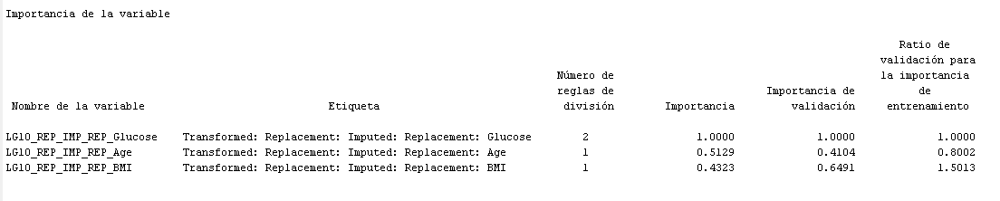 Importancia de la variable
Ratio de
validación para
Número de la importancia
reglas de Importancia de de
Nombre de la variable Etiqueta división Importancia validación entrenamiento
LG10_REP_IMP_REP_Glucose Transformed: Replacement: Imputed: Replacement: Glucose 2 1.0000 1.0000 1.0000
LG10_REP_IMP_REP_Age Transformed: Replacement: Imputed: Replacement: Age 1 0.5129 0.4104 0.8002
LG10_REP_IMP_REP_BMI Transformed: Replacement: Imputed: Replacement: BMI 1 0.4323 0.6491 1.5013